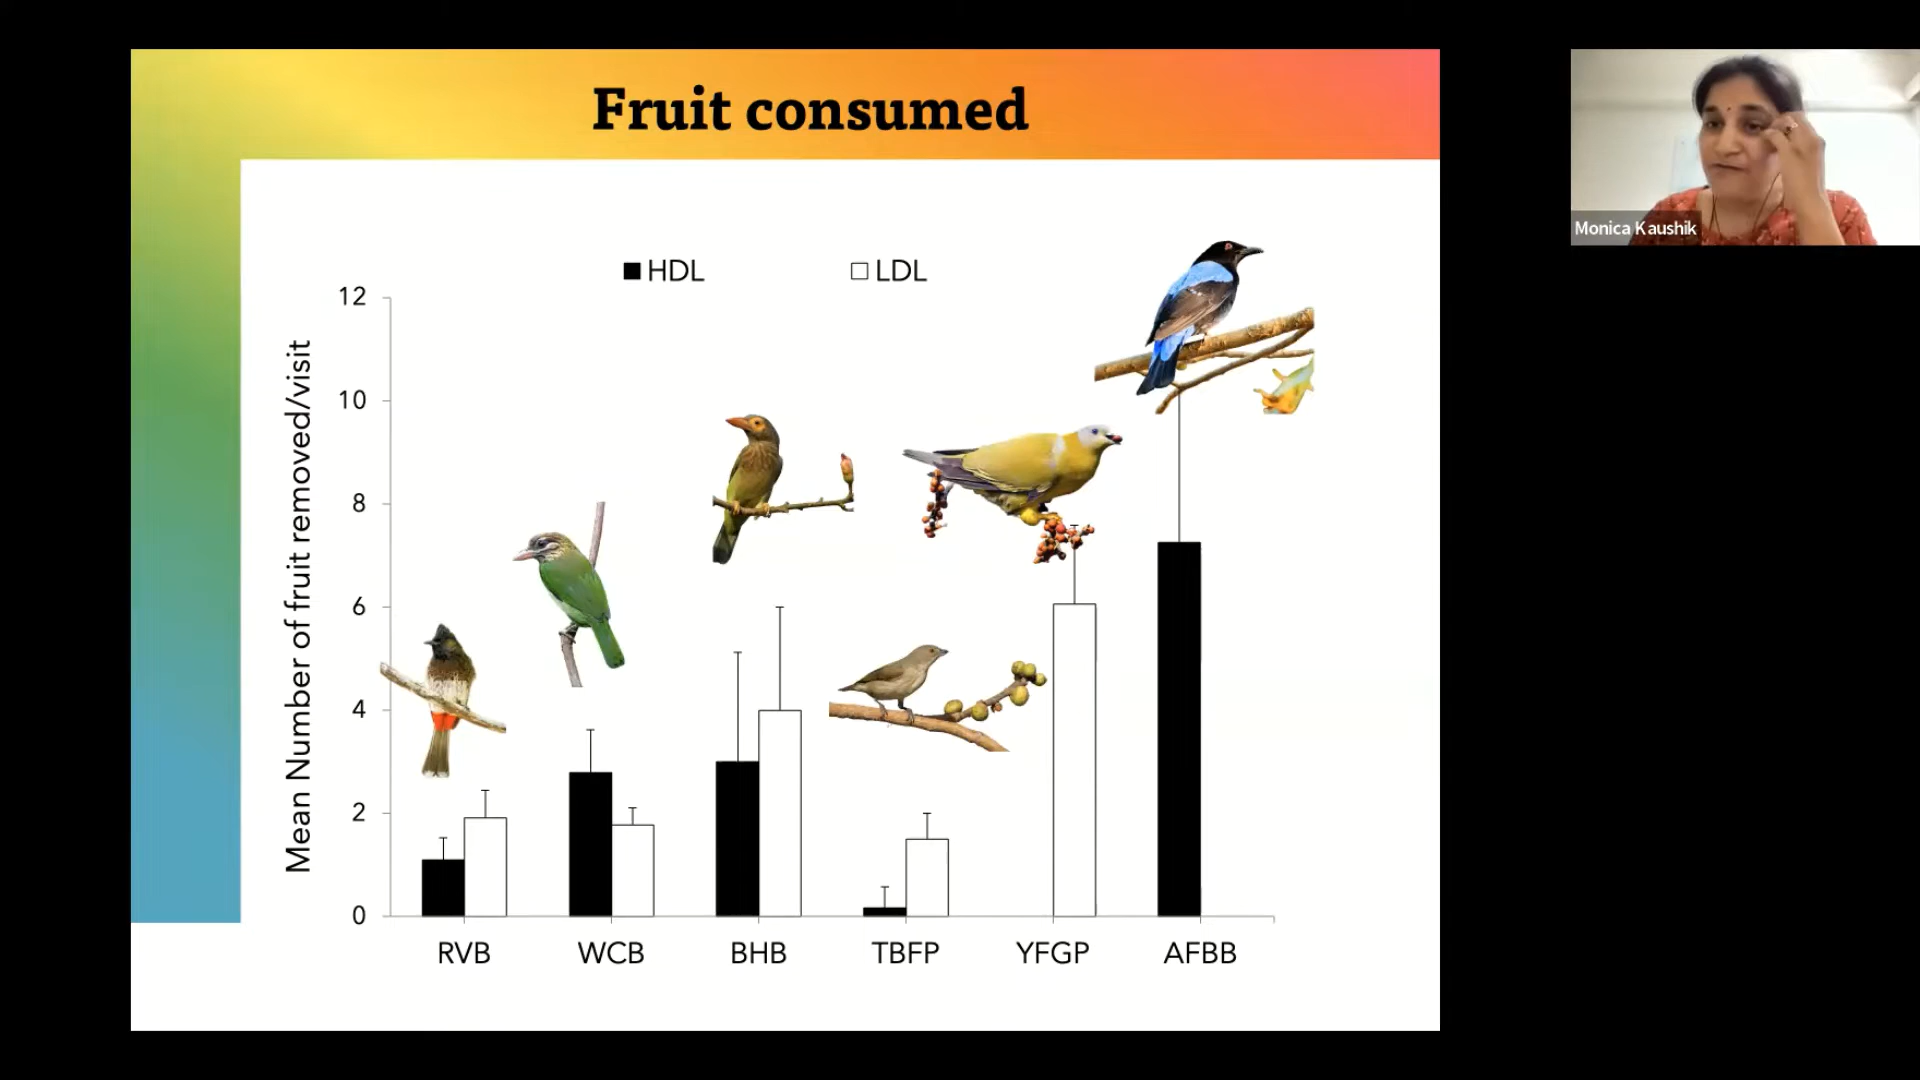 Fruit consumed
Monica Kaushik
HDL
LDL
Mean Number of fruit removed/visit
12
10
8
6
4
2
0
RVB
WCB
BHB
TBFP
YFGP
AFBB